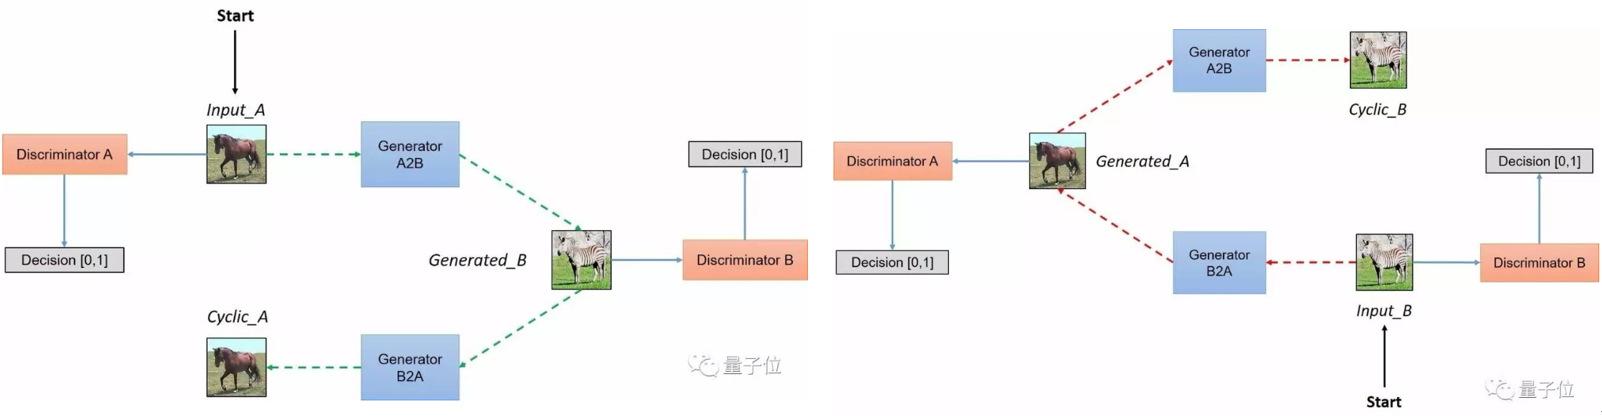 Start
Input_A
Discriminator A
Generator
A2B
Decision [0,1]
Decision [0,1]
Generated_B
Discriminator B
Cyclic_A
Generator
B2A
量子位
Generator
A2B
Cyclic_B
Discriminator A
Generated_A
Decision [0,1]
Decision [0,1]
Generator
B2A
Discriminator B
Input_B
Start
量子位